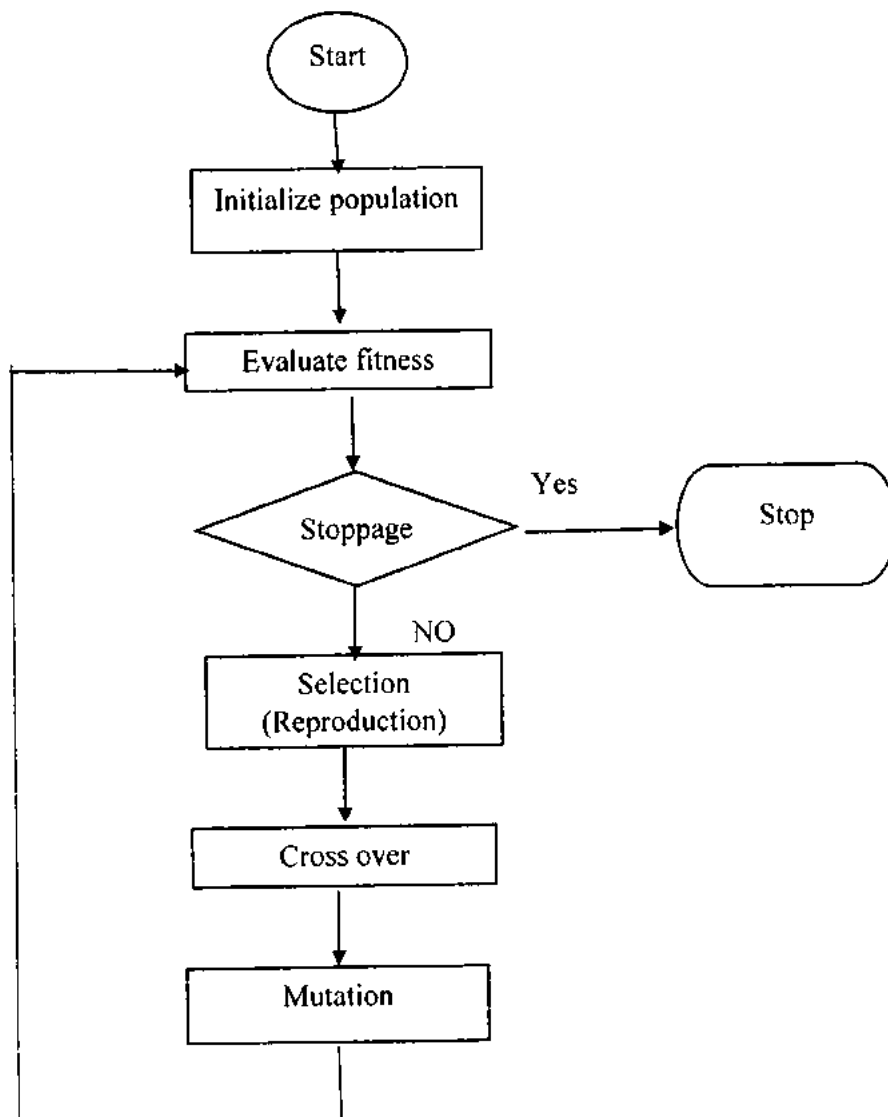 Start
Initialize population
Evaluate fitness
Yes
Stoppage
Stop
NO
Selection
(Reproduction)
Cross over
Mutation